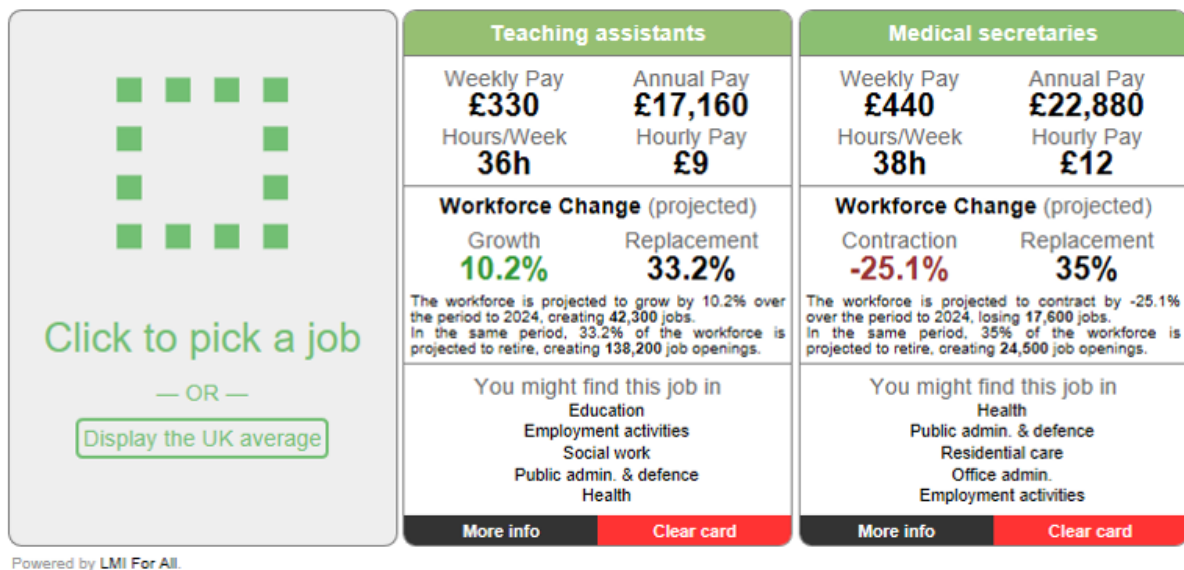 Click to pick a job
— OR —
Display the UK average
Teaching assistants
Weekly Pay Annual Pay
£330 £17,160
Hours/Week Hourly Pay
36h £9
Workforce Change (projected)
Growth Replacement
10.2% 33.2%
The workforce is projected to grow by 10.2% over
the period to 2024, creating 42,300 jobs.
In the same period, 33.2% of the workforce is
projected to retire, creating 138,200 job openings.
You might find this job in
Education
Employment activities
Social work
Public admin. & defence
Health
More info Clear card
Medical secretaries
Weekly Pay Annual Pay
£440 £22,880
Hours/Week Hourly Pay
38h £12
Workforce Change (projected)
Contraction Replacement
-25.1% 35%
The workforce is projected to contract by -25.1%
over the period to 2024, losing 17,600 jobs.
In the same period, 35% of the workforce is
projected to retire, creating 24,500 job openings.
You might find this job in
Health
Public admin. & defence
Residential care
Office admin.
Employment activities
More info Clear card
Powered by LMI For All.